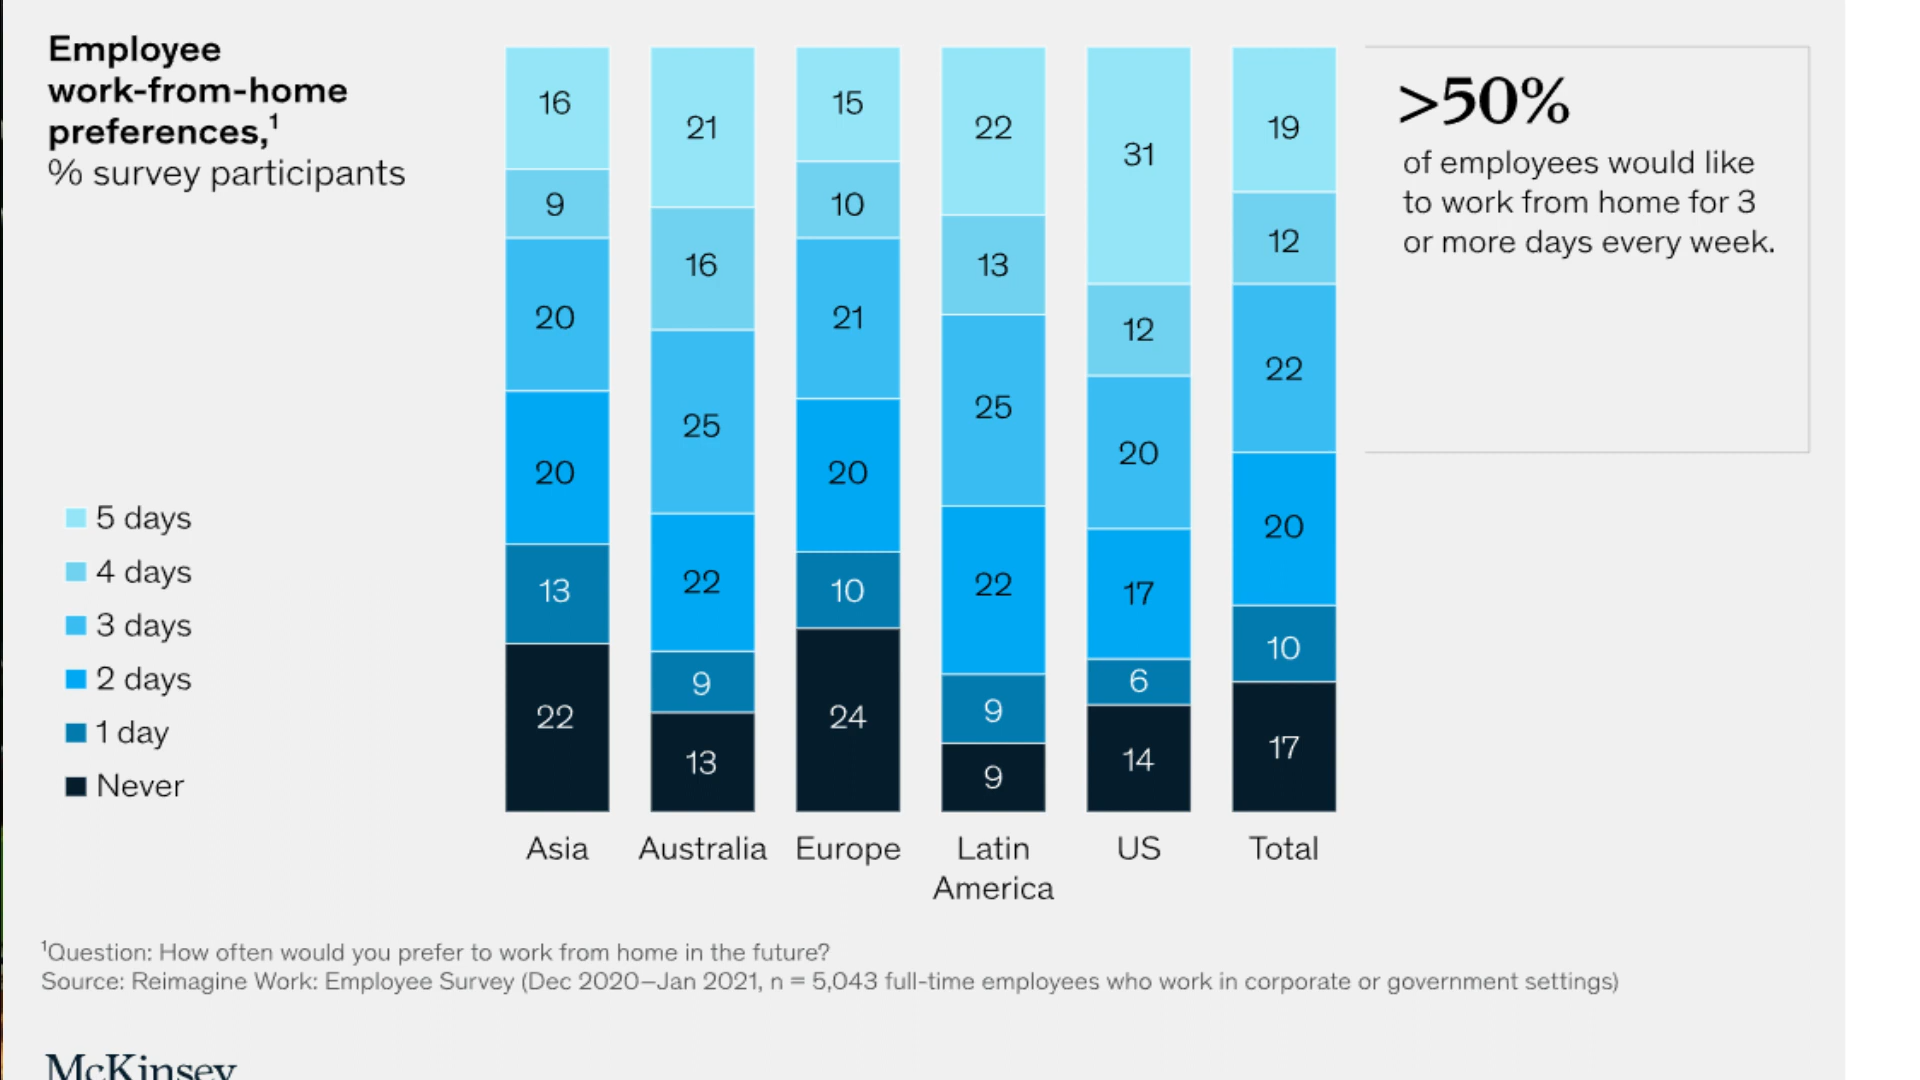 Employee
work-from-home
preferences,¹
% survey participants
5 days
4 days
3 days
2 days
1 day
Never
16
9
20
20
13
22
Asia
21
16
25
22
9
13
Australia
15
10
21
20
10
24
Europe
22
13
25
22
9
9
Latin
America
31
12
20
17
6
14
US
19
12
22
20
10
17
Total
>50%
of employees would like
to work from home for 3
or more days every week.
¹Question: How often would you prefer to work from home in the future?
Source: Reimagine Work: Employee Survey (Dec 2020–Jan 2021, n = 5,043 full-time employees who work in corporate or government settings)
McKinsey